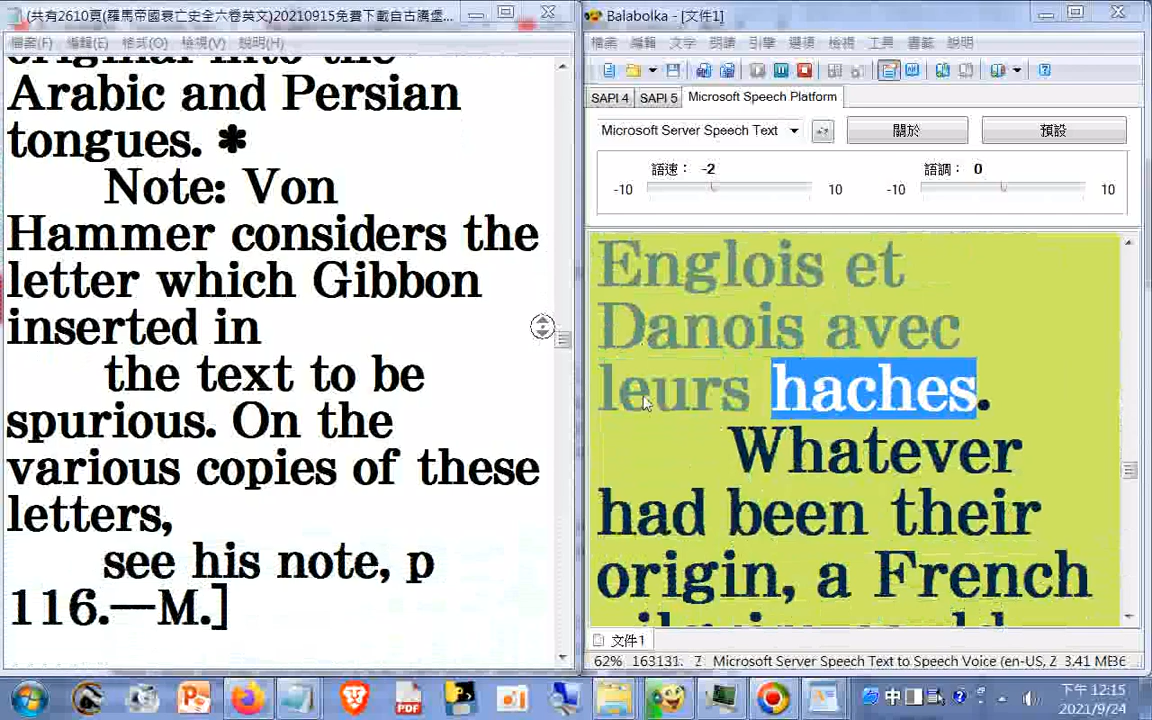 (共有2610頁(羅馬帝國衰亡史全六卷英文)20210915免費下載自古騰堡...
檔案(F) 編輯(E) 格式(O) 檢視(V) 說明(H)
original into the
Arabic and Persian
tongues. *
Note: Von
Hammer considers the
letter which Gibbon
inserted in
the text to be
spurious. On the
various copies of these
letters,
see his note, p
116.—M.]
Balabolka - [文件1]
檔案 編輯 文字 朗讀 引擎 選項 檢視 工具 書籤 說明
SAPI 4 SAPI 5 Microsoft Speech Platform
Microsoft Server Speech Text 關於 預設
語速： -2 語調： 0
-10 10 -10 10
Englois et
Danois avec
leurs haches.
Whatever
had been their
origin, a French
文件1
62% 163131. Microsoft Server Speech Text to Speech Voice (en-US, Z 3.41 MB
PDF
中
下午 12:15
2021/9/24